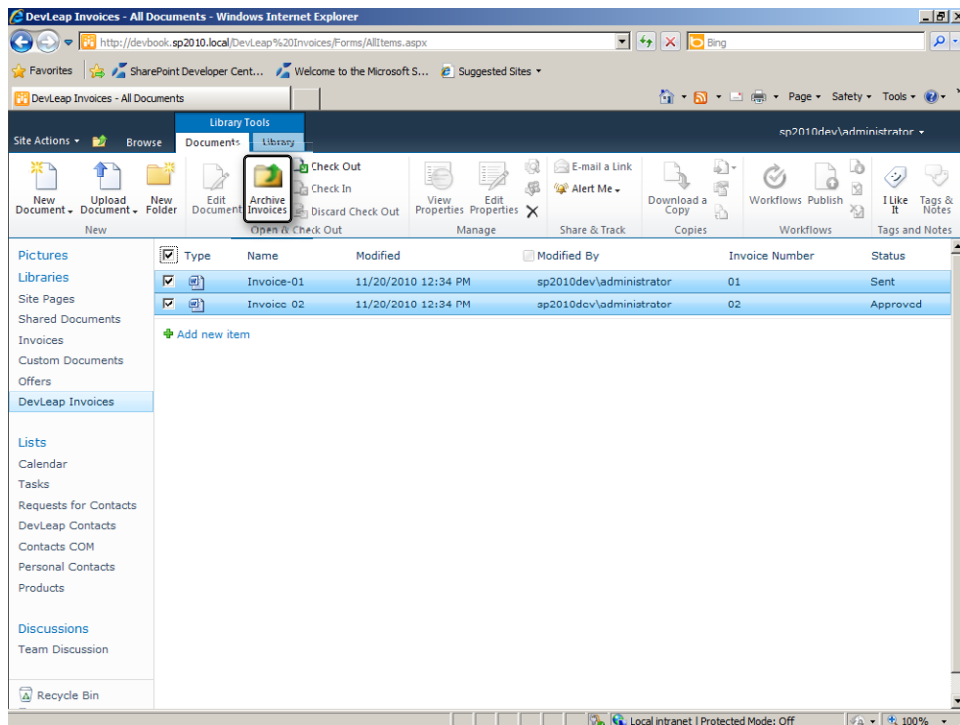 DevLeap Invoices - All Documents - Windows Internet Explorer
http://devbook.sp2010.local/DevLeap%20Invoices/Forms/AllItems.aspx
Bing
Favorites
SharePoint Developer Cent...
Welcome to the Microsoft S...
Suggested Sites
DevLeap Invoices - All Documents
Page
Safety
Tools
Library Tools
sp2010dev\administrator
Site Actions
Browse
Documents
Library
New Document
Upload Document
New Folder
Edit Document
Archive Invoices
Check Out
Check In
Discard Check Out
View Properties
Edit Properties
E-mail a Link
Alert Me
Download a Copy
Workflows
Publish
I Like It
Tags & Notes
New
Open & Check Out
Manage
Share & Track
Copies
Workflows
Tags and Notes
Pictures
Libraries
Site Pages
Shared Documents
Invoices
Custom Documents
Offers
DevLeap Invoices
Lists
Calendar
Tasks
Requests for Contacts
DevLeap Contacts
Contacts COM
Personal Contacts
Products
Discussions
Team Discussion
Recycle Bin
Type Name Modified Modified By Invoice Number Status
Invoice-01 11/20/2010 12:34 PM sp2010dev\administrator 01 Sent
Invoice-02 11/20/2010 12:34 PM sp2010dev\administrator 02 Approved
Add new item
Local intranet | Protected Mode: Off
100%